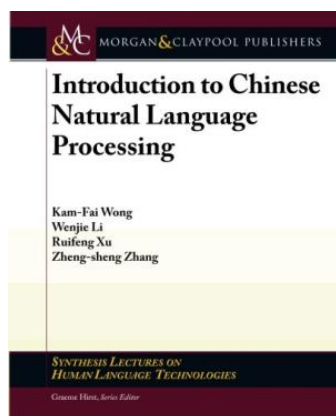 M&C MORGAN&CLAYPOOL PUBLISHERS
Introduction to Chinese
Natural Language
Processing
Kam-Fai Wong
Wenjie Li
Ruifeng Xu
Zheng-sheng Zhang
SYNTHESIS LECTURES ON
HUMAN LANGUAGE TECHNOLOGIES
Graeme Hirst, Series Editor